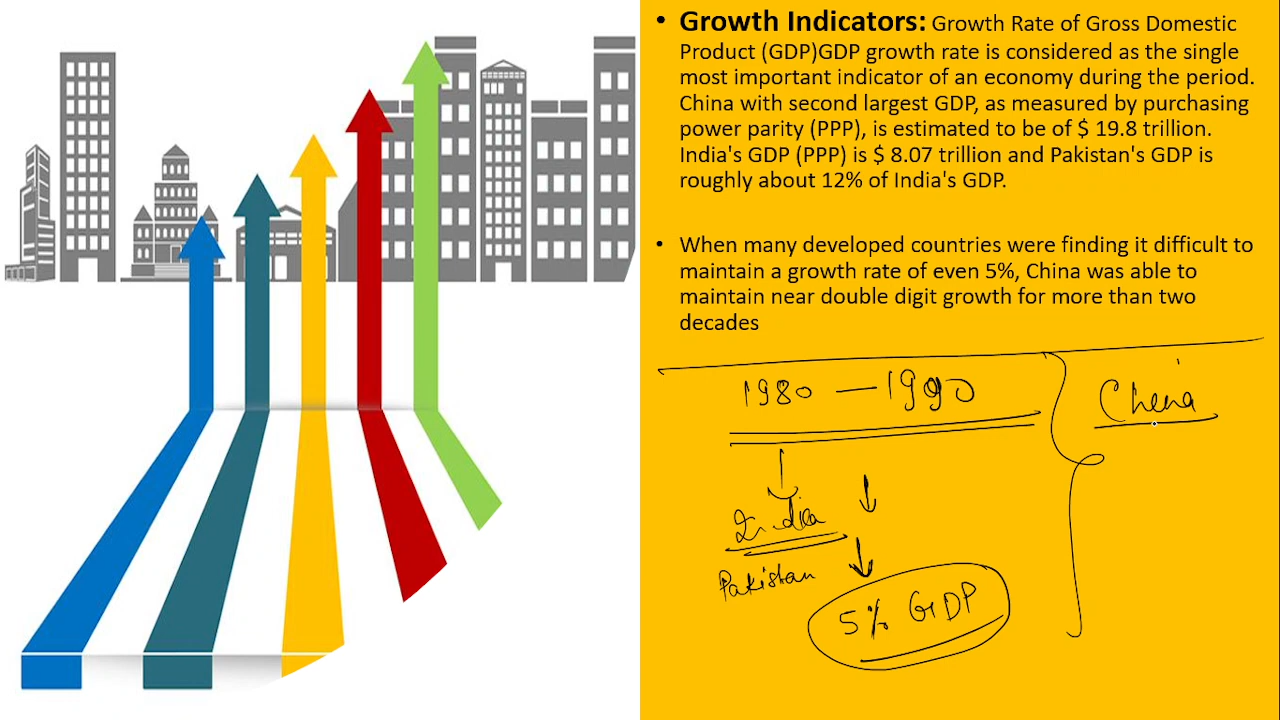 • Growth Indicators: Growth Rate of Gross Domestic
Product (GDP)GDP growth rate is considered as the single
most important indicator of an economy during the period.
China with second largest GDP, as measured by purchasing
power parity (PPP), is estimated to be of $ 19.8 trillion.
India's GDP (PPP) is $ 8.07 trillion and Pakistan's GDP is
roughly about 12% of India's GDP.
• When many developed countries were finding it difficult to
maintain a growth rate of even 5%, China was able to
maintain near double digit growth for more than two
decades
1980 — 1990
China
India
Pakistan
5% GDP